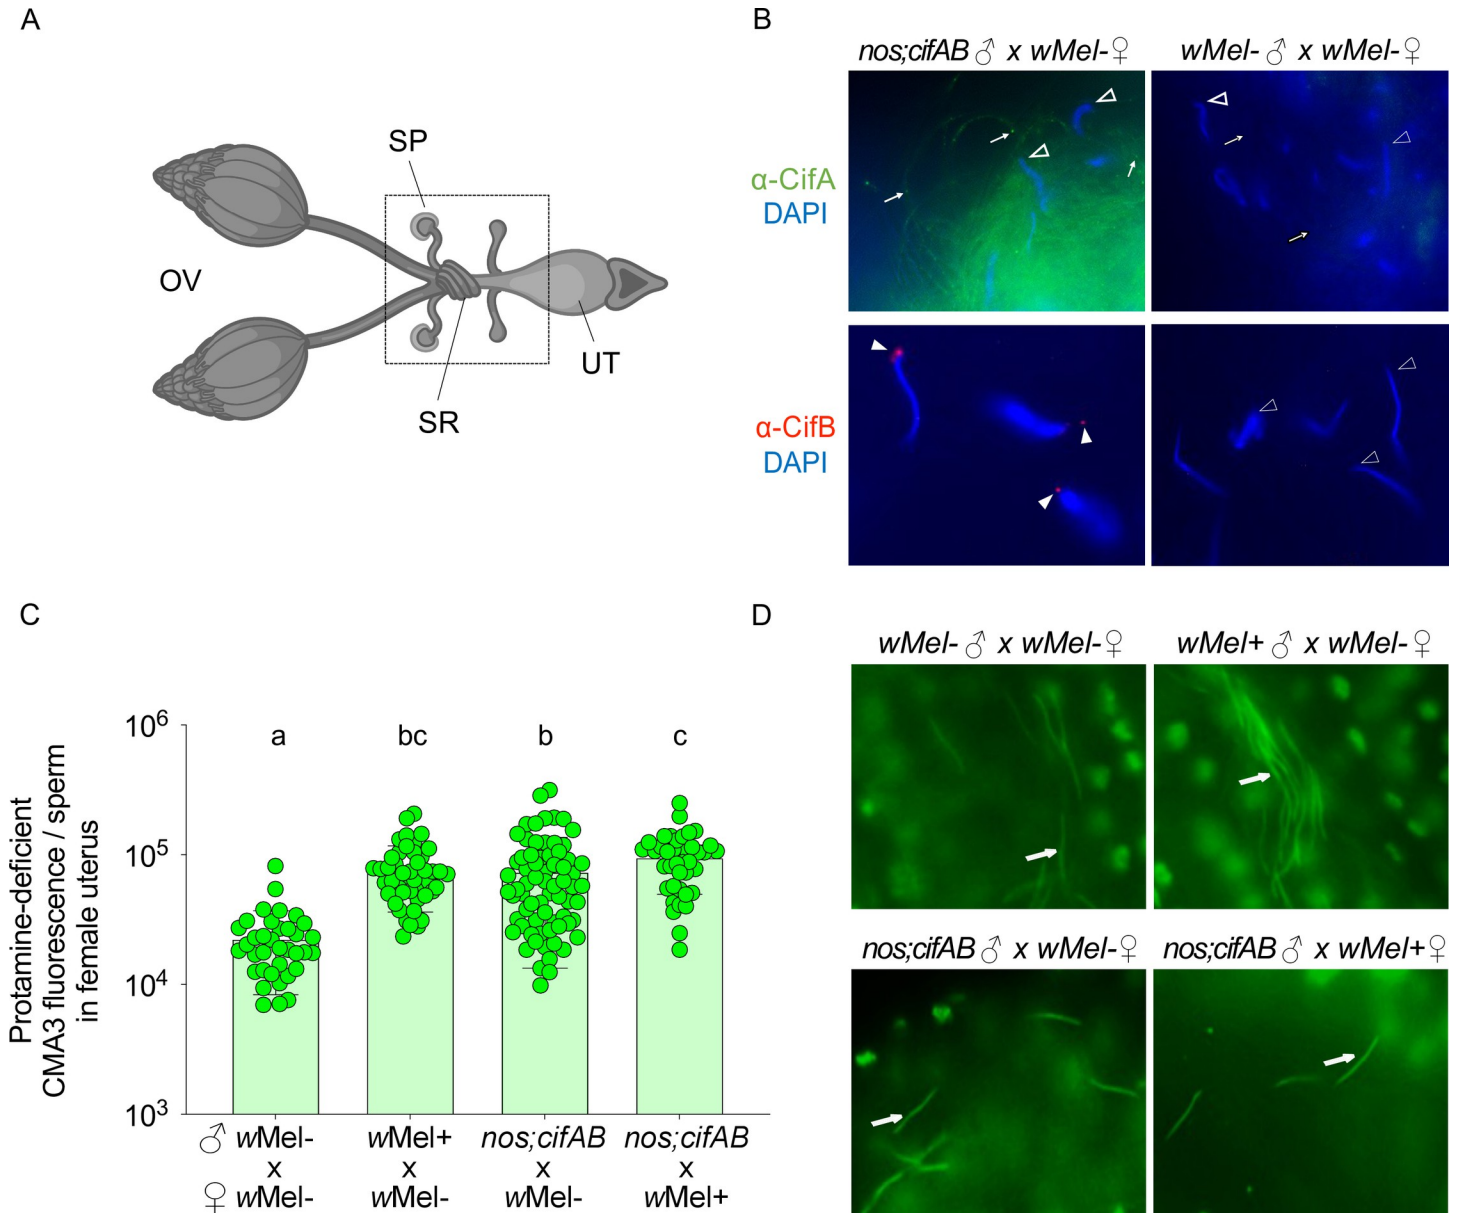 A
SP
OV
UT
SR
B
nos;cifAB♂ x wMel-♀
wMel-♂ x wMel-♀
α-CifA
DAPI
α-CifB
DAPI
C
Protamine-deficient
CMA3 fluorescence / sperm
in female uterus
10⁶
10⁵
10⁴
10³
a
bc
b
c
♂ wMel-
x
♀ wMel-
wMel+
x
wMel-
nos;cifAB
x
wMel-
nos;cifAB
x
wMel+
D
wMel-♂ x wMel-♀
wMel+♂ x wMel-♀
nos;cifAB♂ x wMel-♀
nos;cifAB♂ x wMel+♀